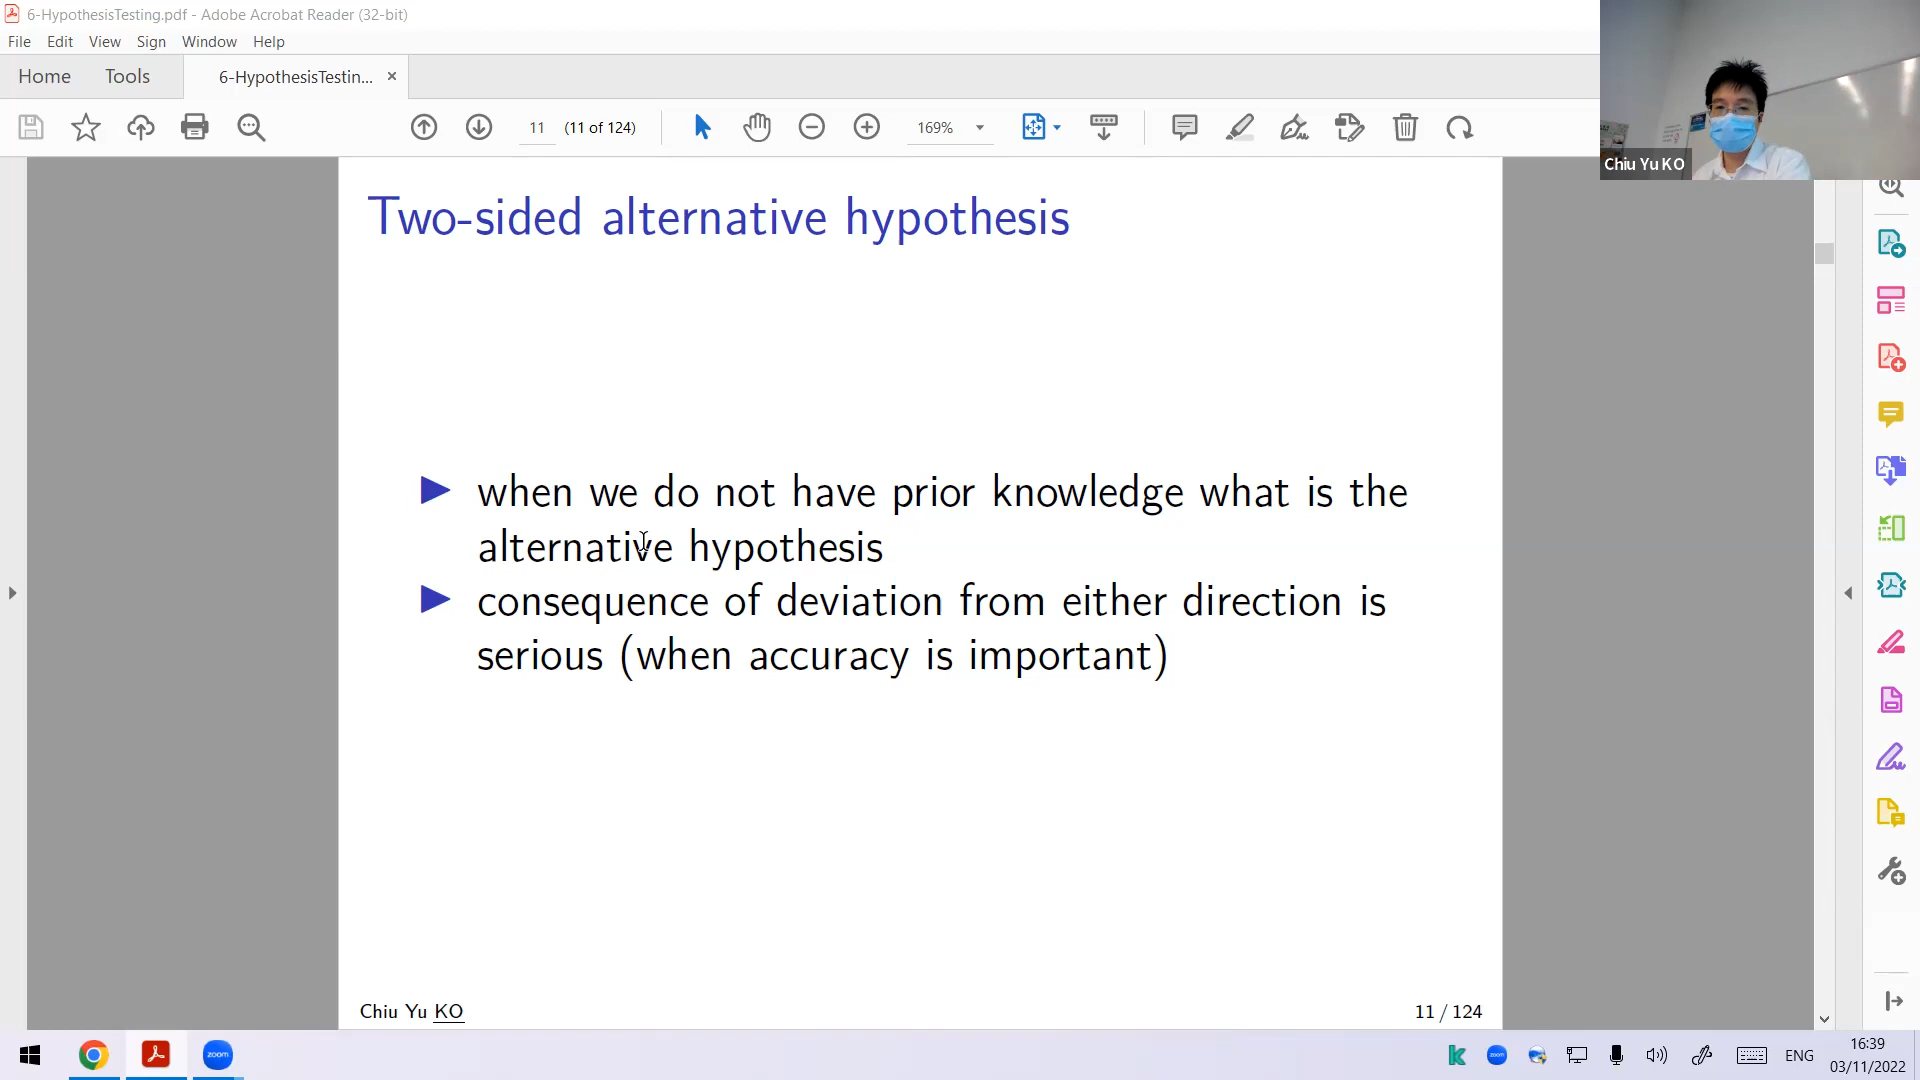 6-HypothesisTesting.pdf - Adobe Acrobat Reader (32-bit)
File Edit View Sign Window Help
Home Tools 6-HypothesisTestin... ×
11 (11 of 124) 169%
Chiu Yu KO
Two-sided alternative hypothesis
when we do not have prior knowledge what is the
alternative hypothesis
consequence of deviation from either direction is
serious (when accuracy is important)
Chiu Yu KO 11 / 124
zoom
zoom
ENG
16:39
03/11/2022